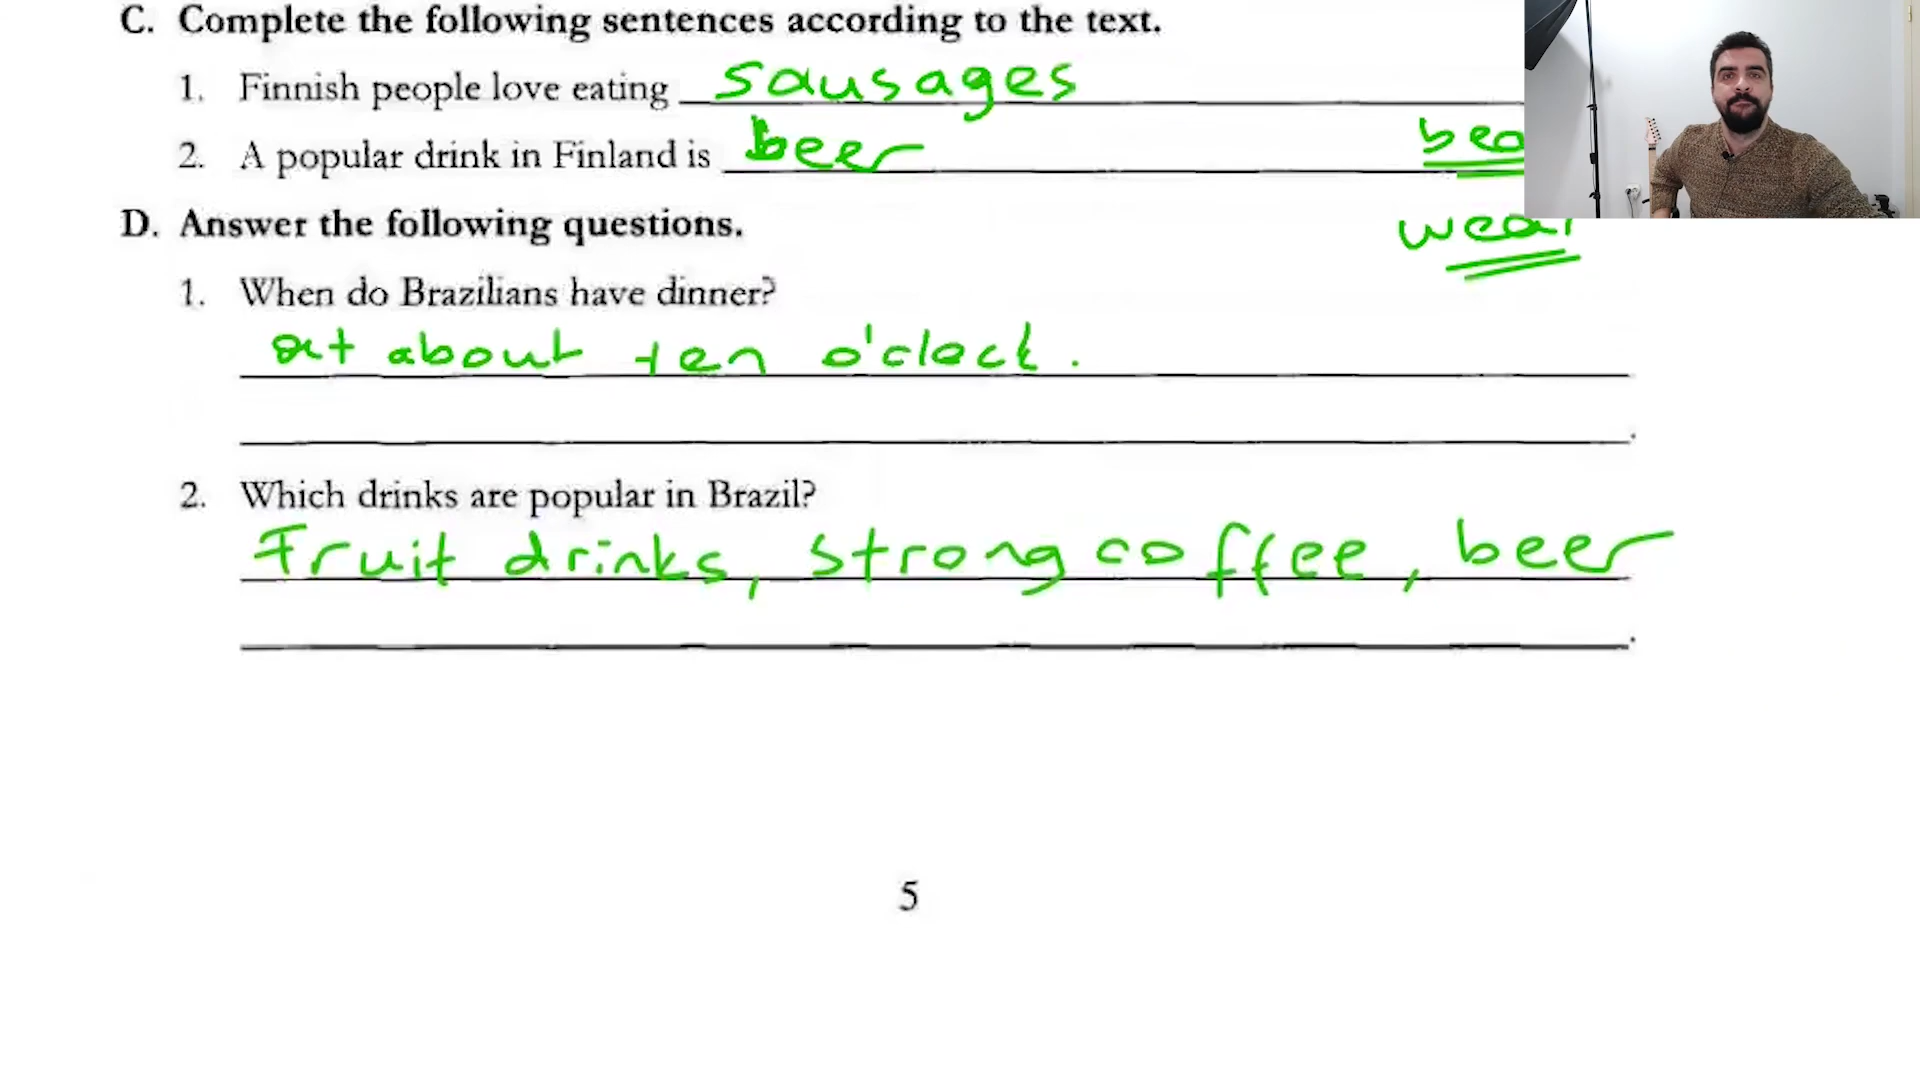 C. Complete the following sentences according to the text.
1. Finnish people love eating sausages
2. A popular drink in Finland is beer
D. Answer the following questions.
wear
1. When do Brazilians have dinner?
at about ten o'clock.
2. Which drinks are popular in Brazil?
Fruit drinks, strong coffee, beer
5